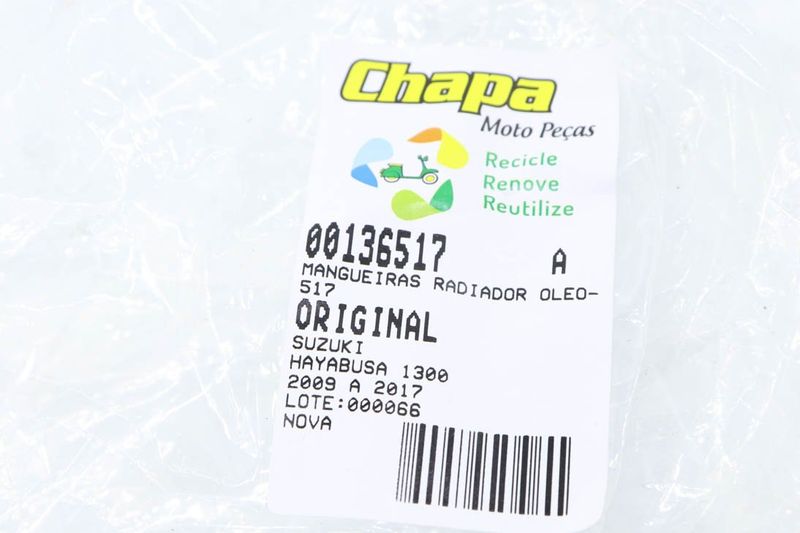 Chapa
Moto Peças
Recicle
Renove
Reutilize
00136517 A
MANGUEIRAS RADIADOR OLEO-
517
ORIGINAL
SUZUKI
HAYABUSA 1300
2009 A 2017
LOTE:000066
NOVA